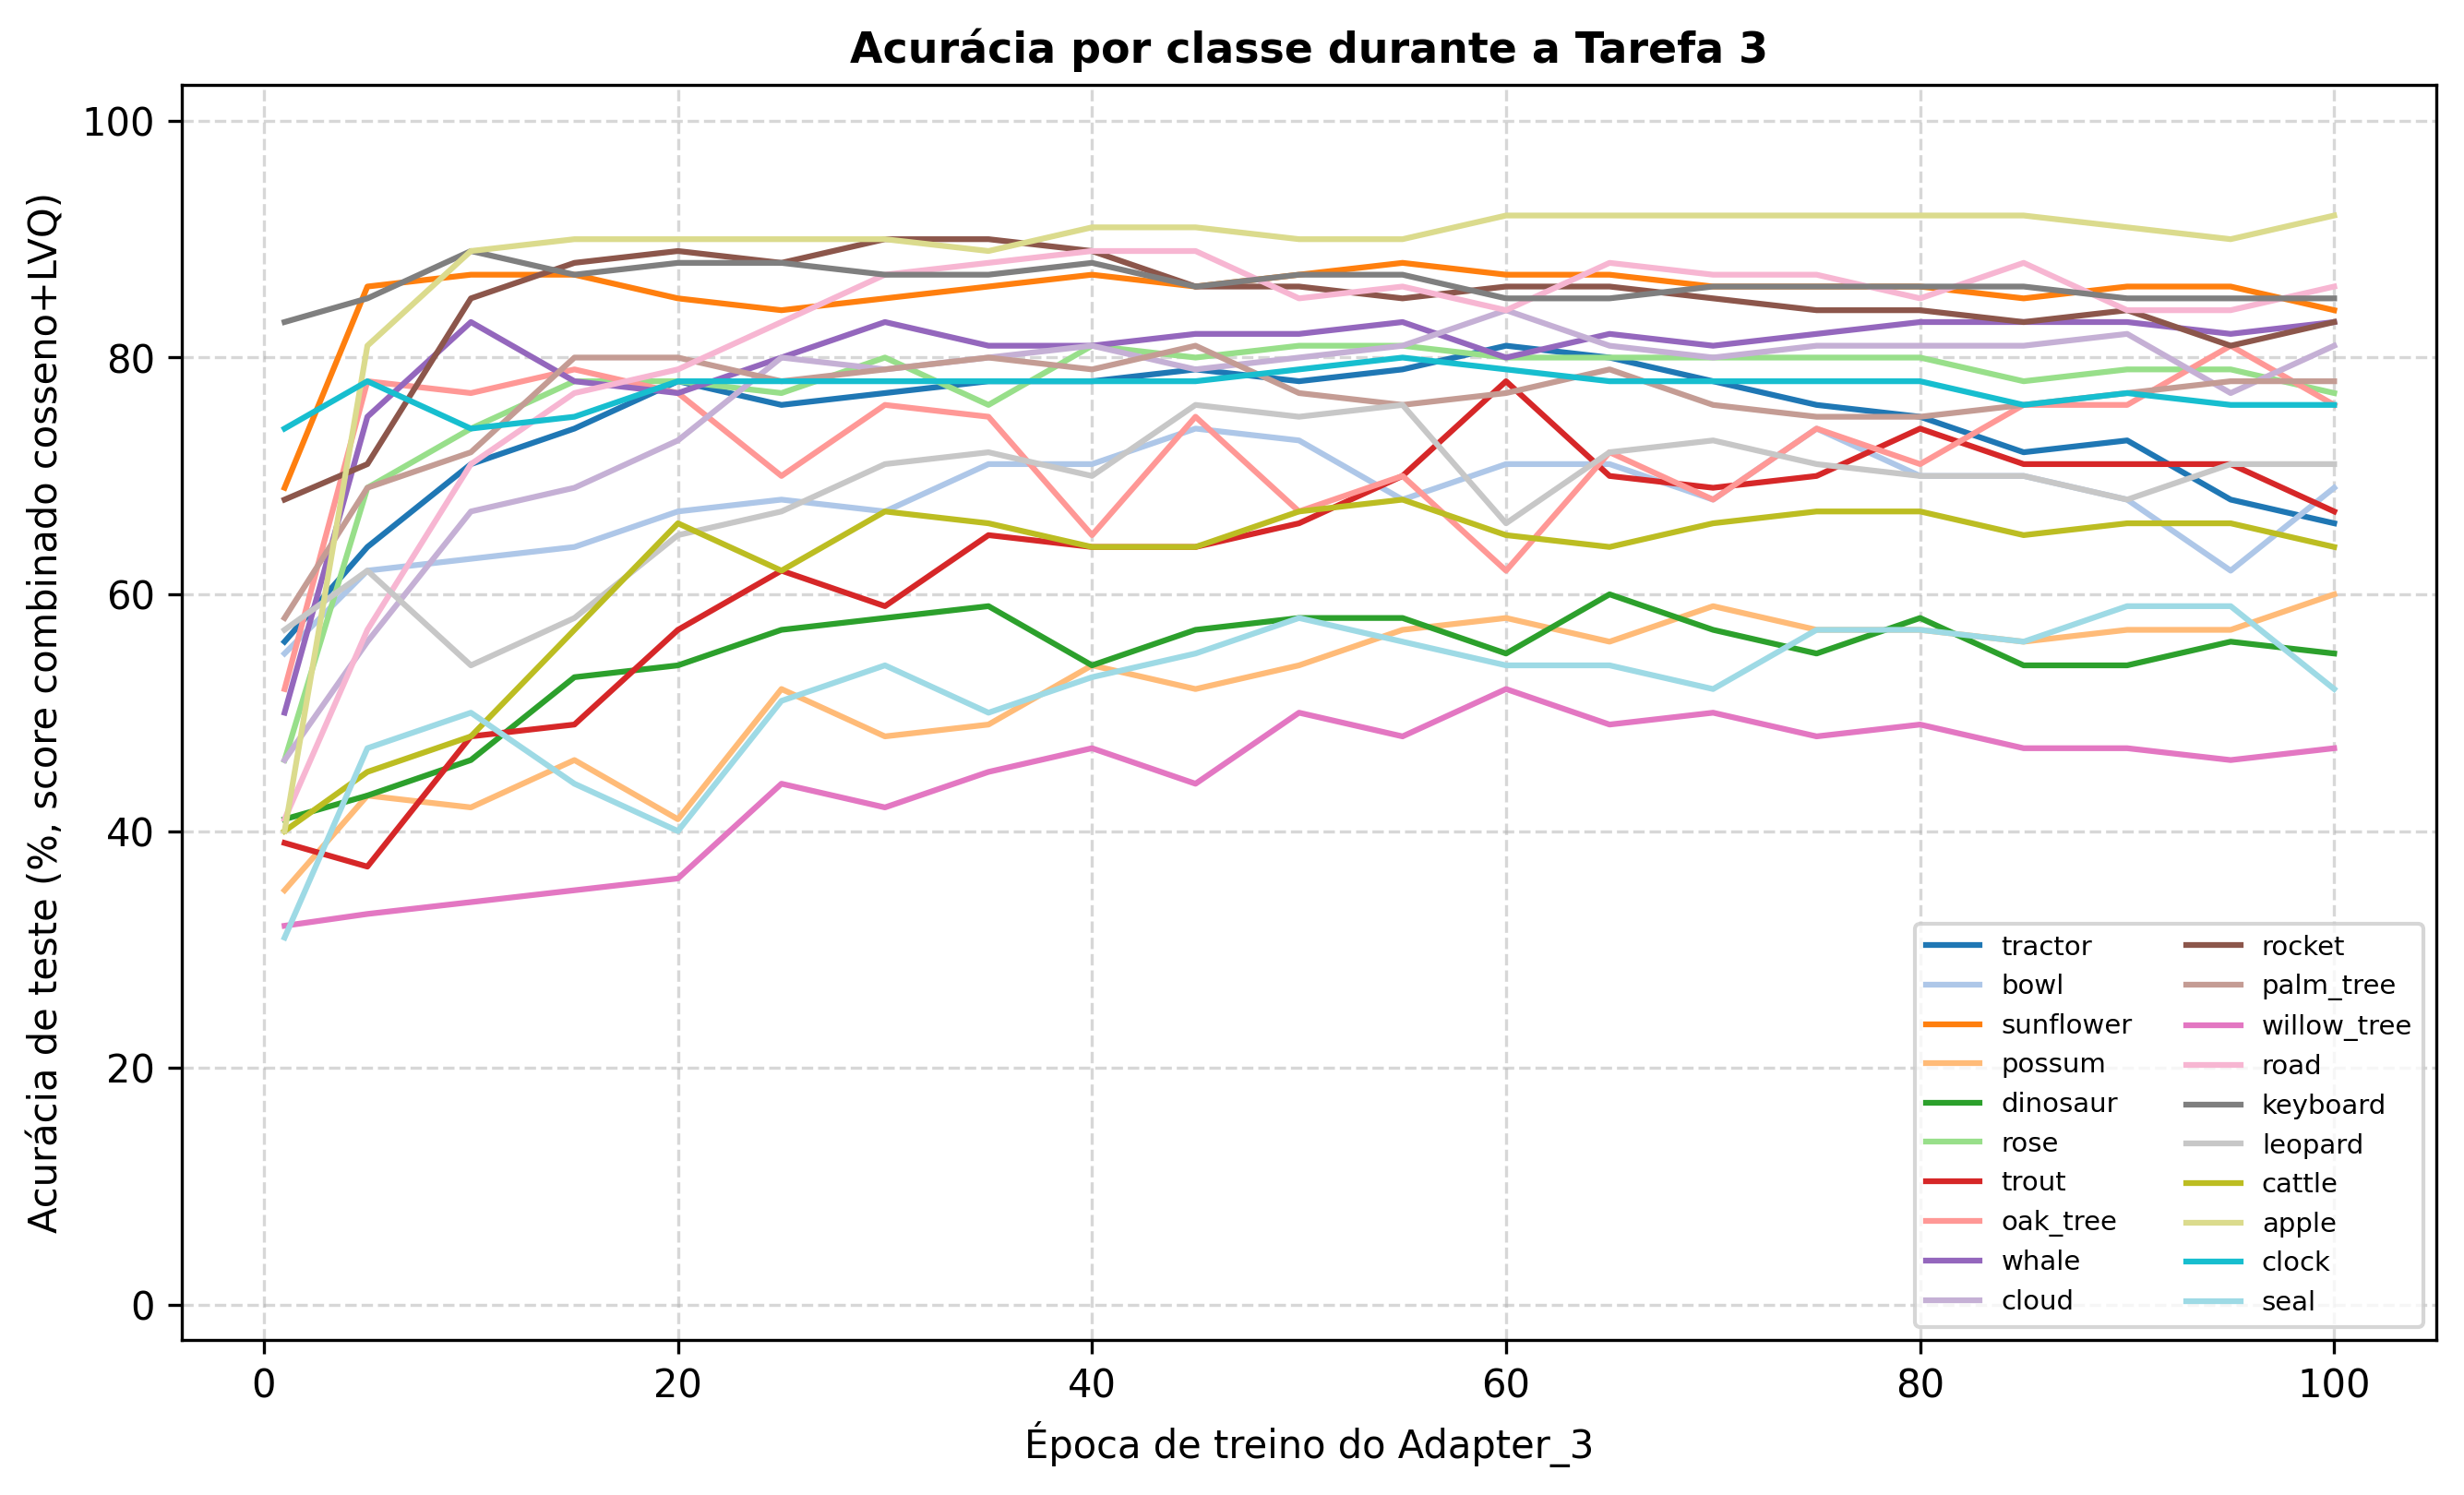 Acurácia por classe durante a Tarefa 3
Acurácia de teste (%, score combinado cosseno+LVQ)
100
80
60
40
20
0
0 20 40 60 80 100
Época de treino do Adapter_3
tractor
bowl
sunflower
possum
dinosaur
rose
trout
oak_tree
whale
cloud
rocket
palm_tree
willow_tree
road
keyboard
leopard
cattle
apple
clock
seal